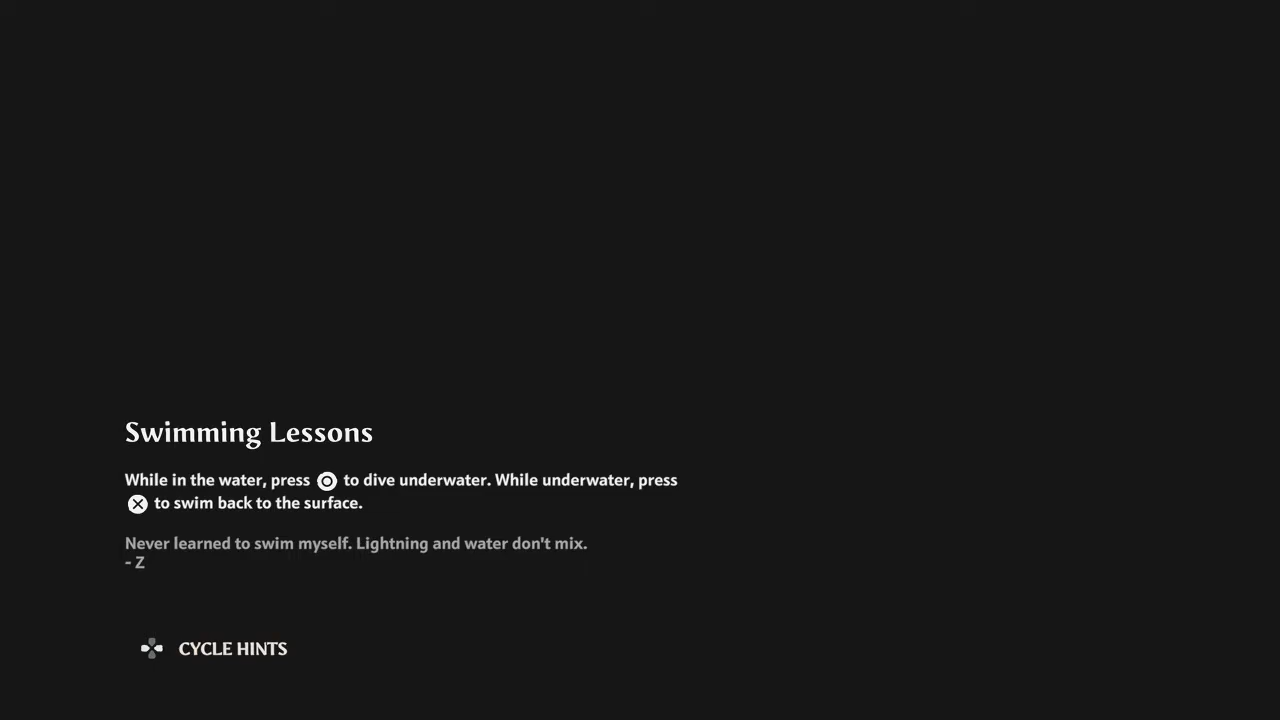 Swimming Lessons
While in the water, press to dive underwater. While underwater, press
to swim back to the surface.
Never learned to swim myself. Lightning and water don't mix.
- Z
CYCLE HINTS